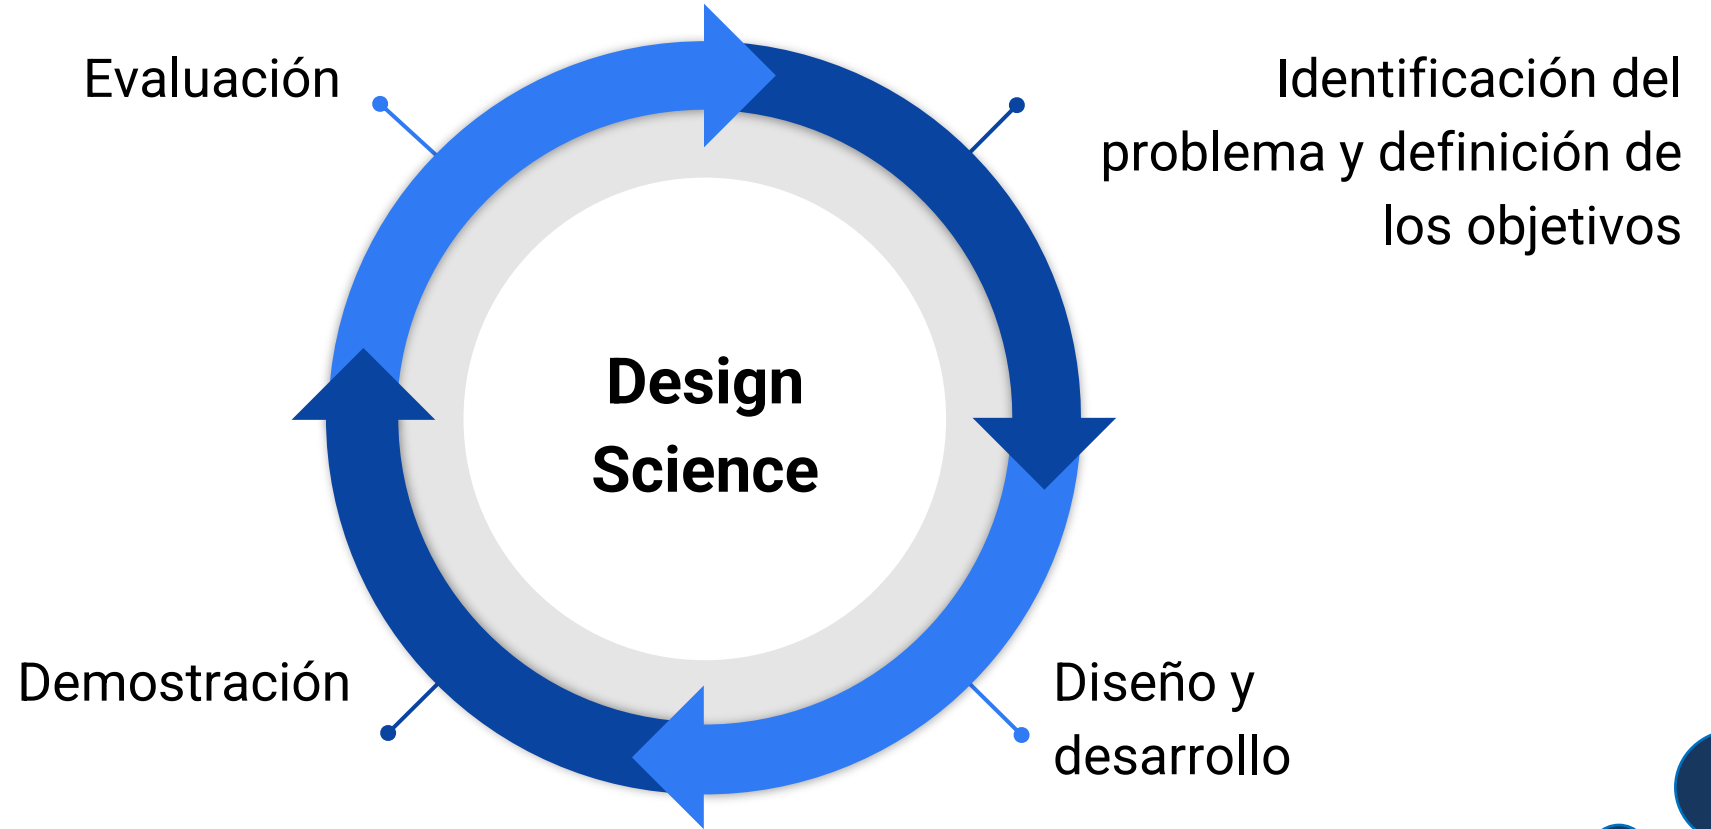 Evaluación
Identificación del
problema y definición de
los objetivos
Design
Science
Demostración
Diseño y
desarrollo